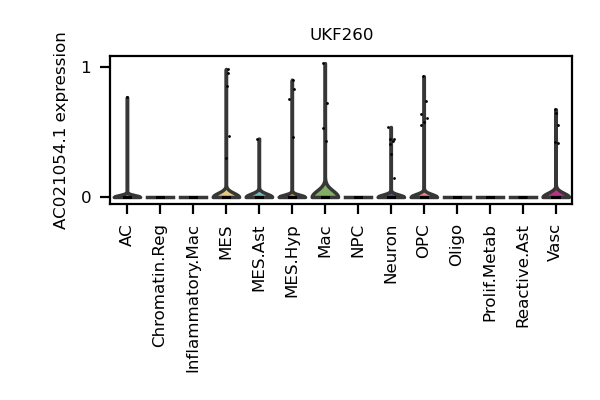 UKF260
AC021054.1 expression
1
0
AC
Chromatin.Reg
Inflammatory.Mac
MES
MES.Ast
MES.Hyp
Mac
NPC
Neuron
OPC
Oligo
Prolif.Metab
Reactive.Ast
Vasc